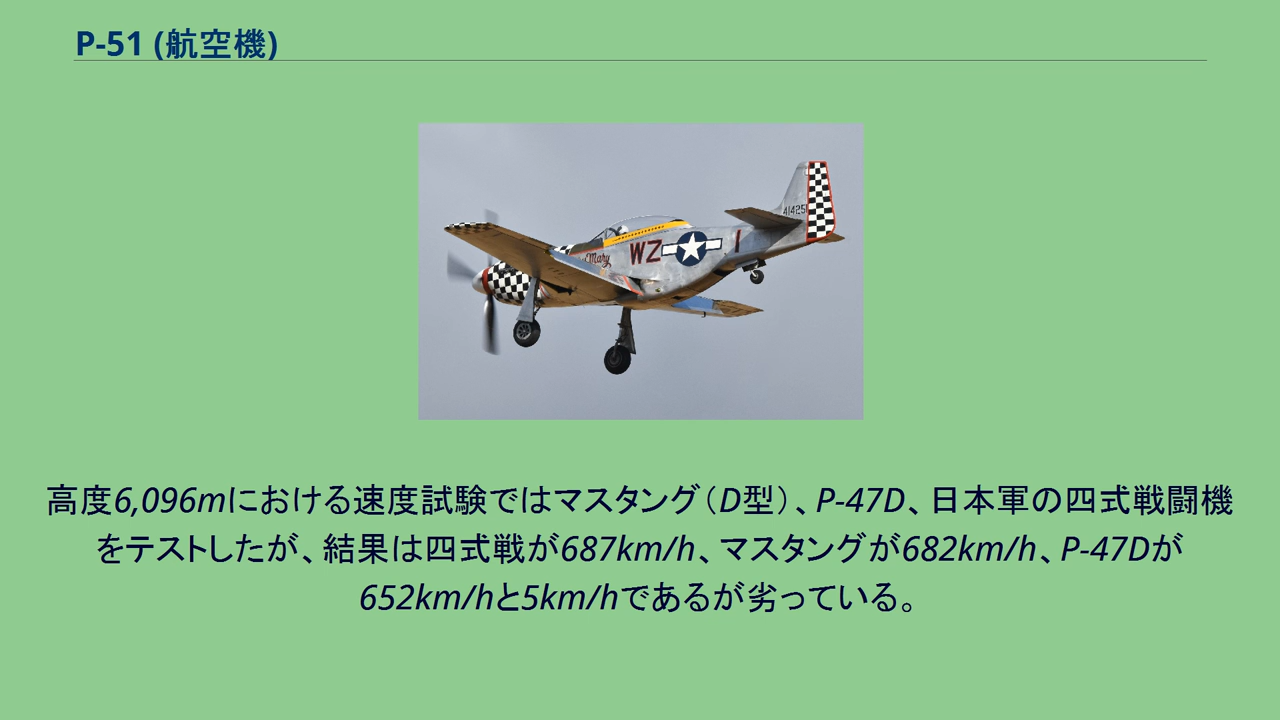 P-51 (航空機)
414251
WZ
I
Mary
高度6,096mにおける速度試験ではマスタング（D型）、P-47D、日本軍の四式戦闘機
をテストしたが、結果は四式戦が687km/h、マスタングが682km/h、P-47Dが
652km/hと5km/hであるが劣っている。